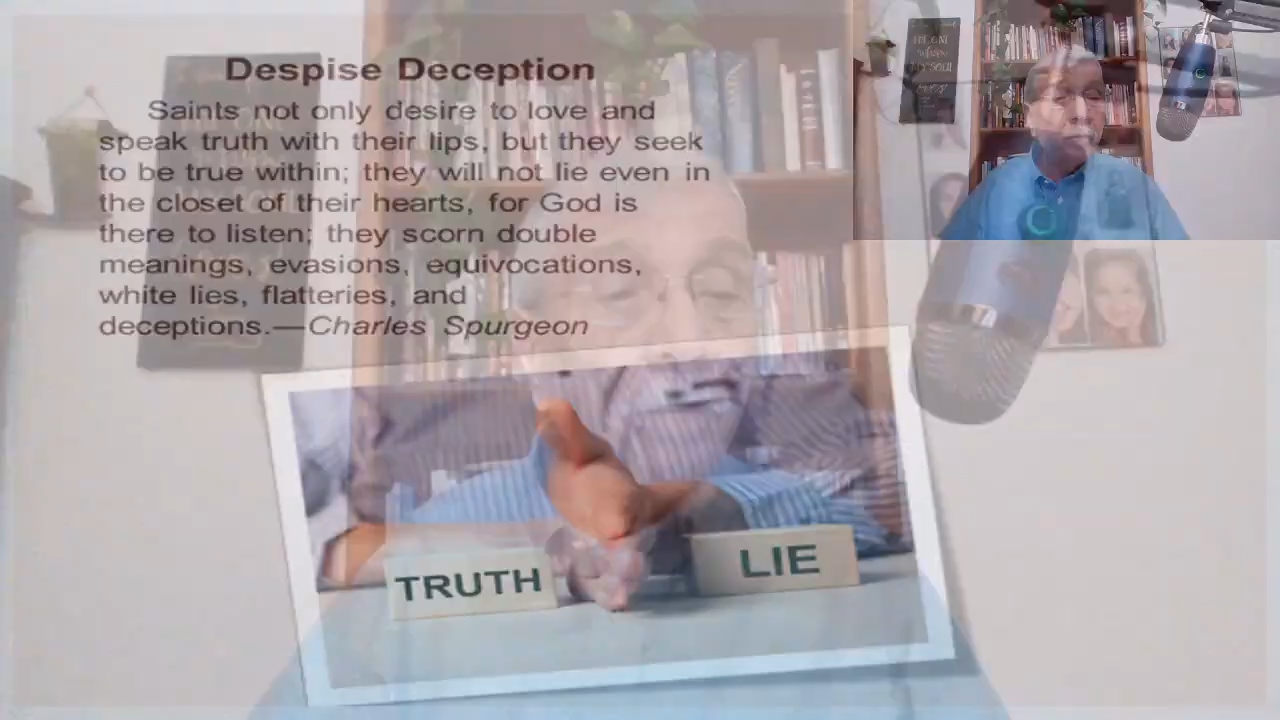 Despise Deception
Saints not only desire to love and
speak truth with their lips, but they seek
to be true within; they will not lie even in
the closet of their hearts, for God is
there to listen; they scorn double
meanings, evasions, equivocations,
white lies, flatteries, and
deceptions.—Charles Spurgeon
TRUTH
LIE